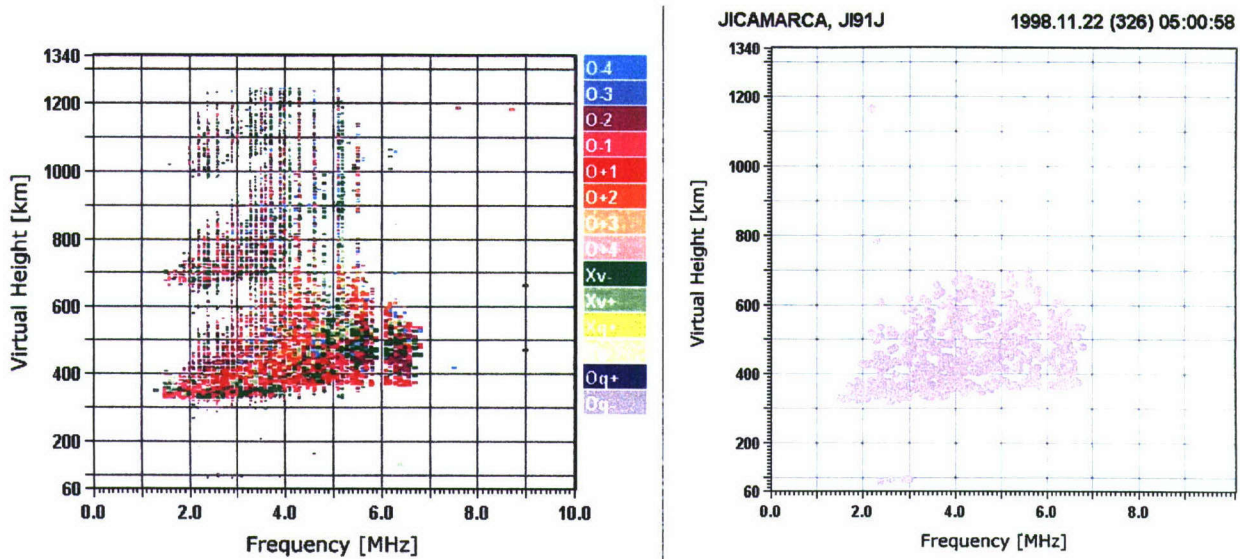 JICAMARCA, JI91J 1998.11.22 (326) 05:00:58
Virtual Height [km]
1340
1200
1000
800
600
400
200
60
0.0 2.0 4.0 6.0 8.0 10.0
Frequency [MHz]
O-4
O-3
O-2
O-1
O+1
O+2
O+3
O+4
Xv-
Xv+
Xq+
Oq+
Oq-
Virtual Height [km]
1340
1200
1000
800
600
400
200
60
0.0 2.0 4.0 6.0 8.0
Frequency [MHz]